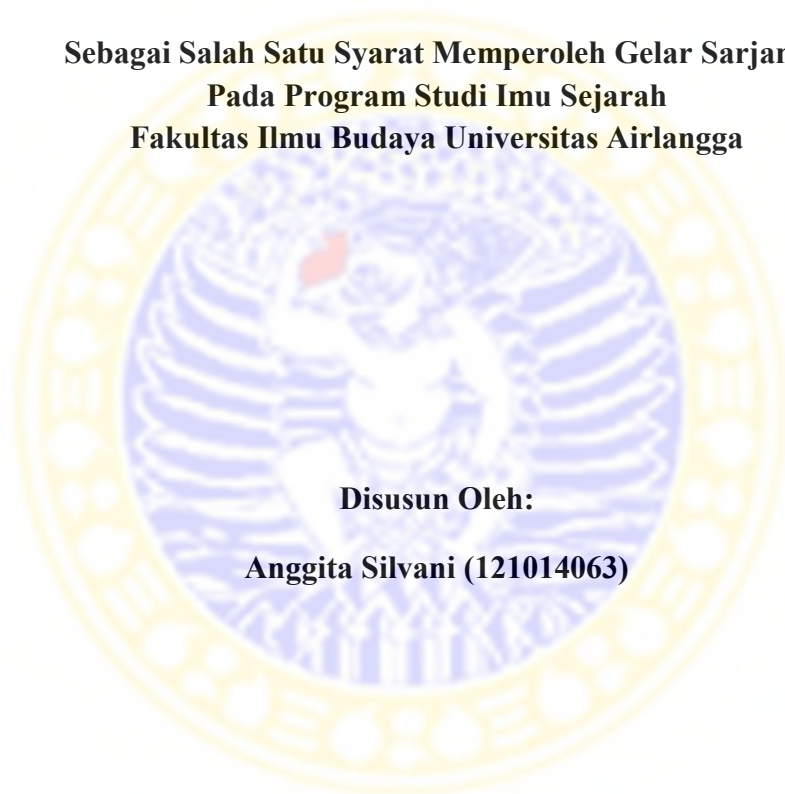 Sebagai Salah Satu Syarat Memperoleh Gelar
Pada Program Studi Imu Sejarah
Fakultas Ilmu Budaya Universitas Airlangga
Disusun Oleh:
Anggita Silvani (121014063)